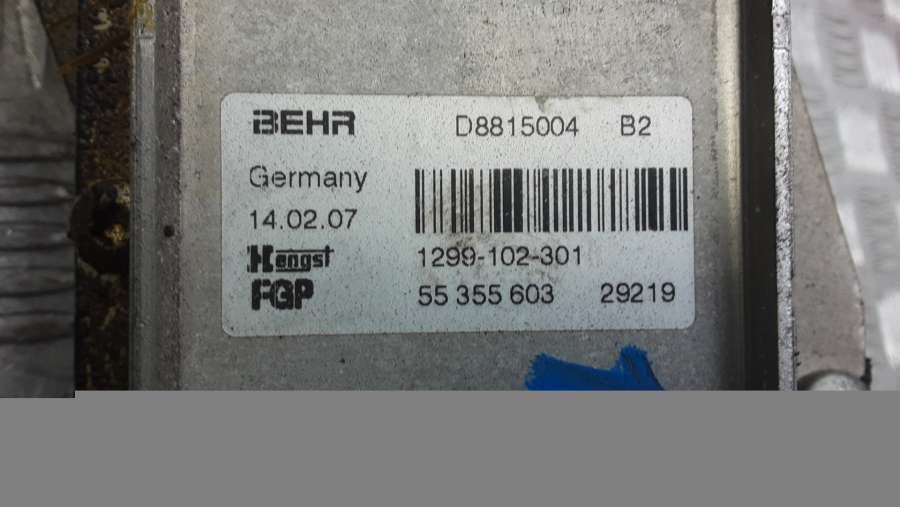 BEHR D8815004 B2
Germany
14.02.07
Hengst 1299-102-301
FGP 55 355 603 29219